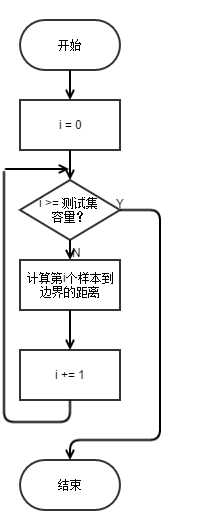 开始
i = 0
i >= 测试集
容量？
Y
N
计算第i个样本到
边界的距离
i += 1
结束